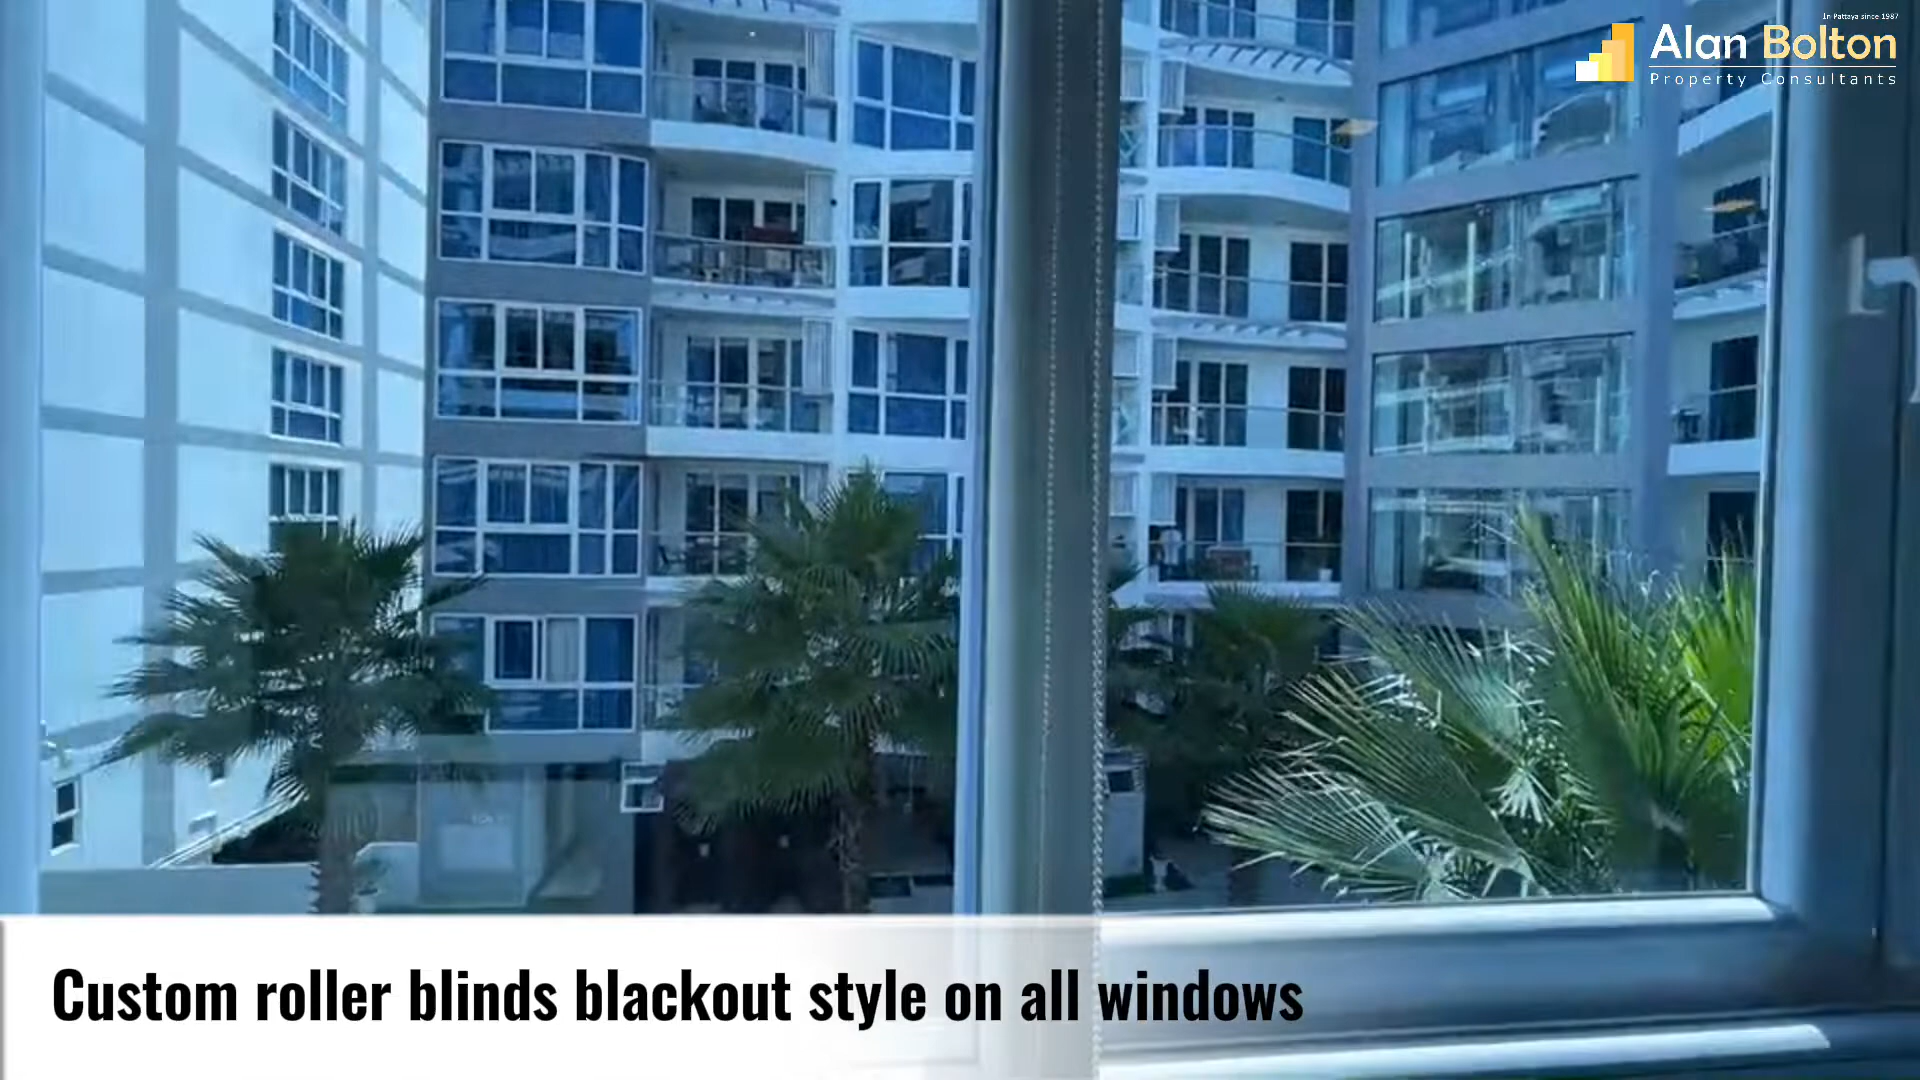 In Pattaya since 1987
Alan Bolton
Property Consultants
Custom roller blinds blackout style on all windows